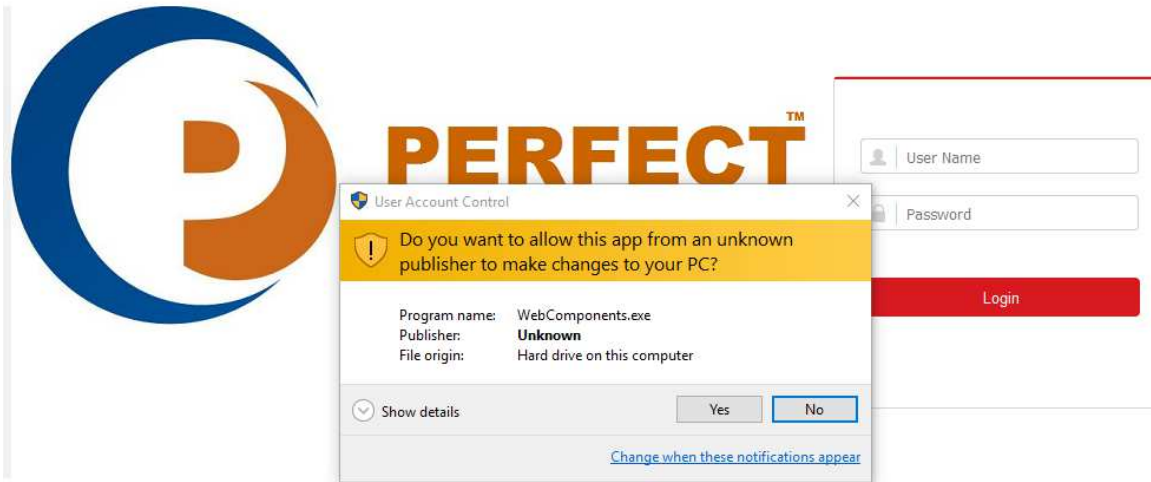 PERFECT™
User Name
Password
Login
User Account Control
Do you want to allow this app from an unknown
publisher to make changes to your PC?
Program name: WebComponents.exe
Publisher: Unknown
File origin: Hard drive on this computer
Show details
Yes
No
Change when these notifications appear